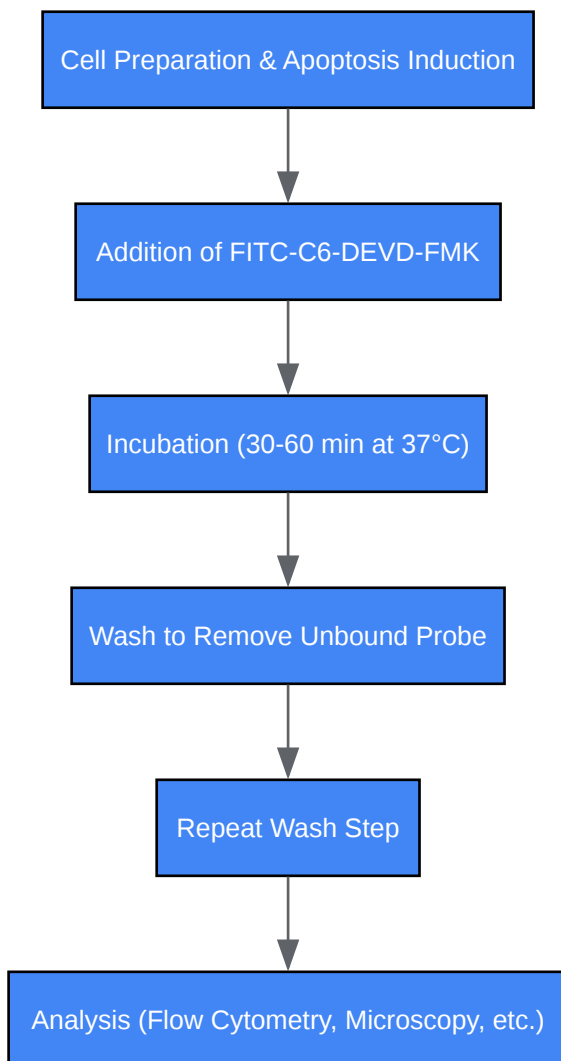 Cell Preparation & Apoptosis Induction
Addition of FITC-C6-DEVD-FMK
Incubation (30-60 min at 37°C)
Wash to Remove Unbound Probe
Repeat Wash Step
Analysis (Flow Cytometry, Microscopy, etc.)